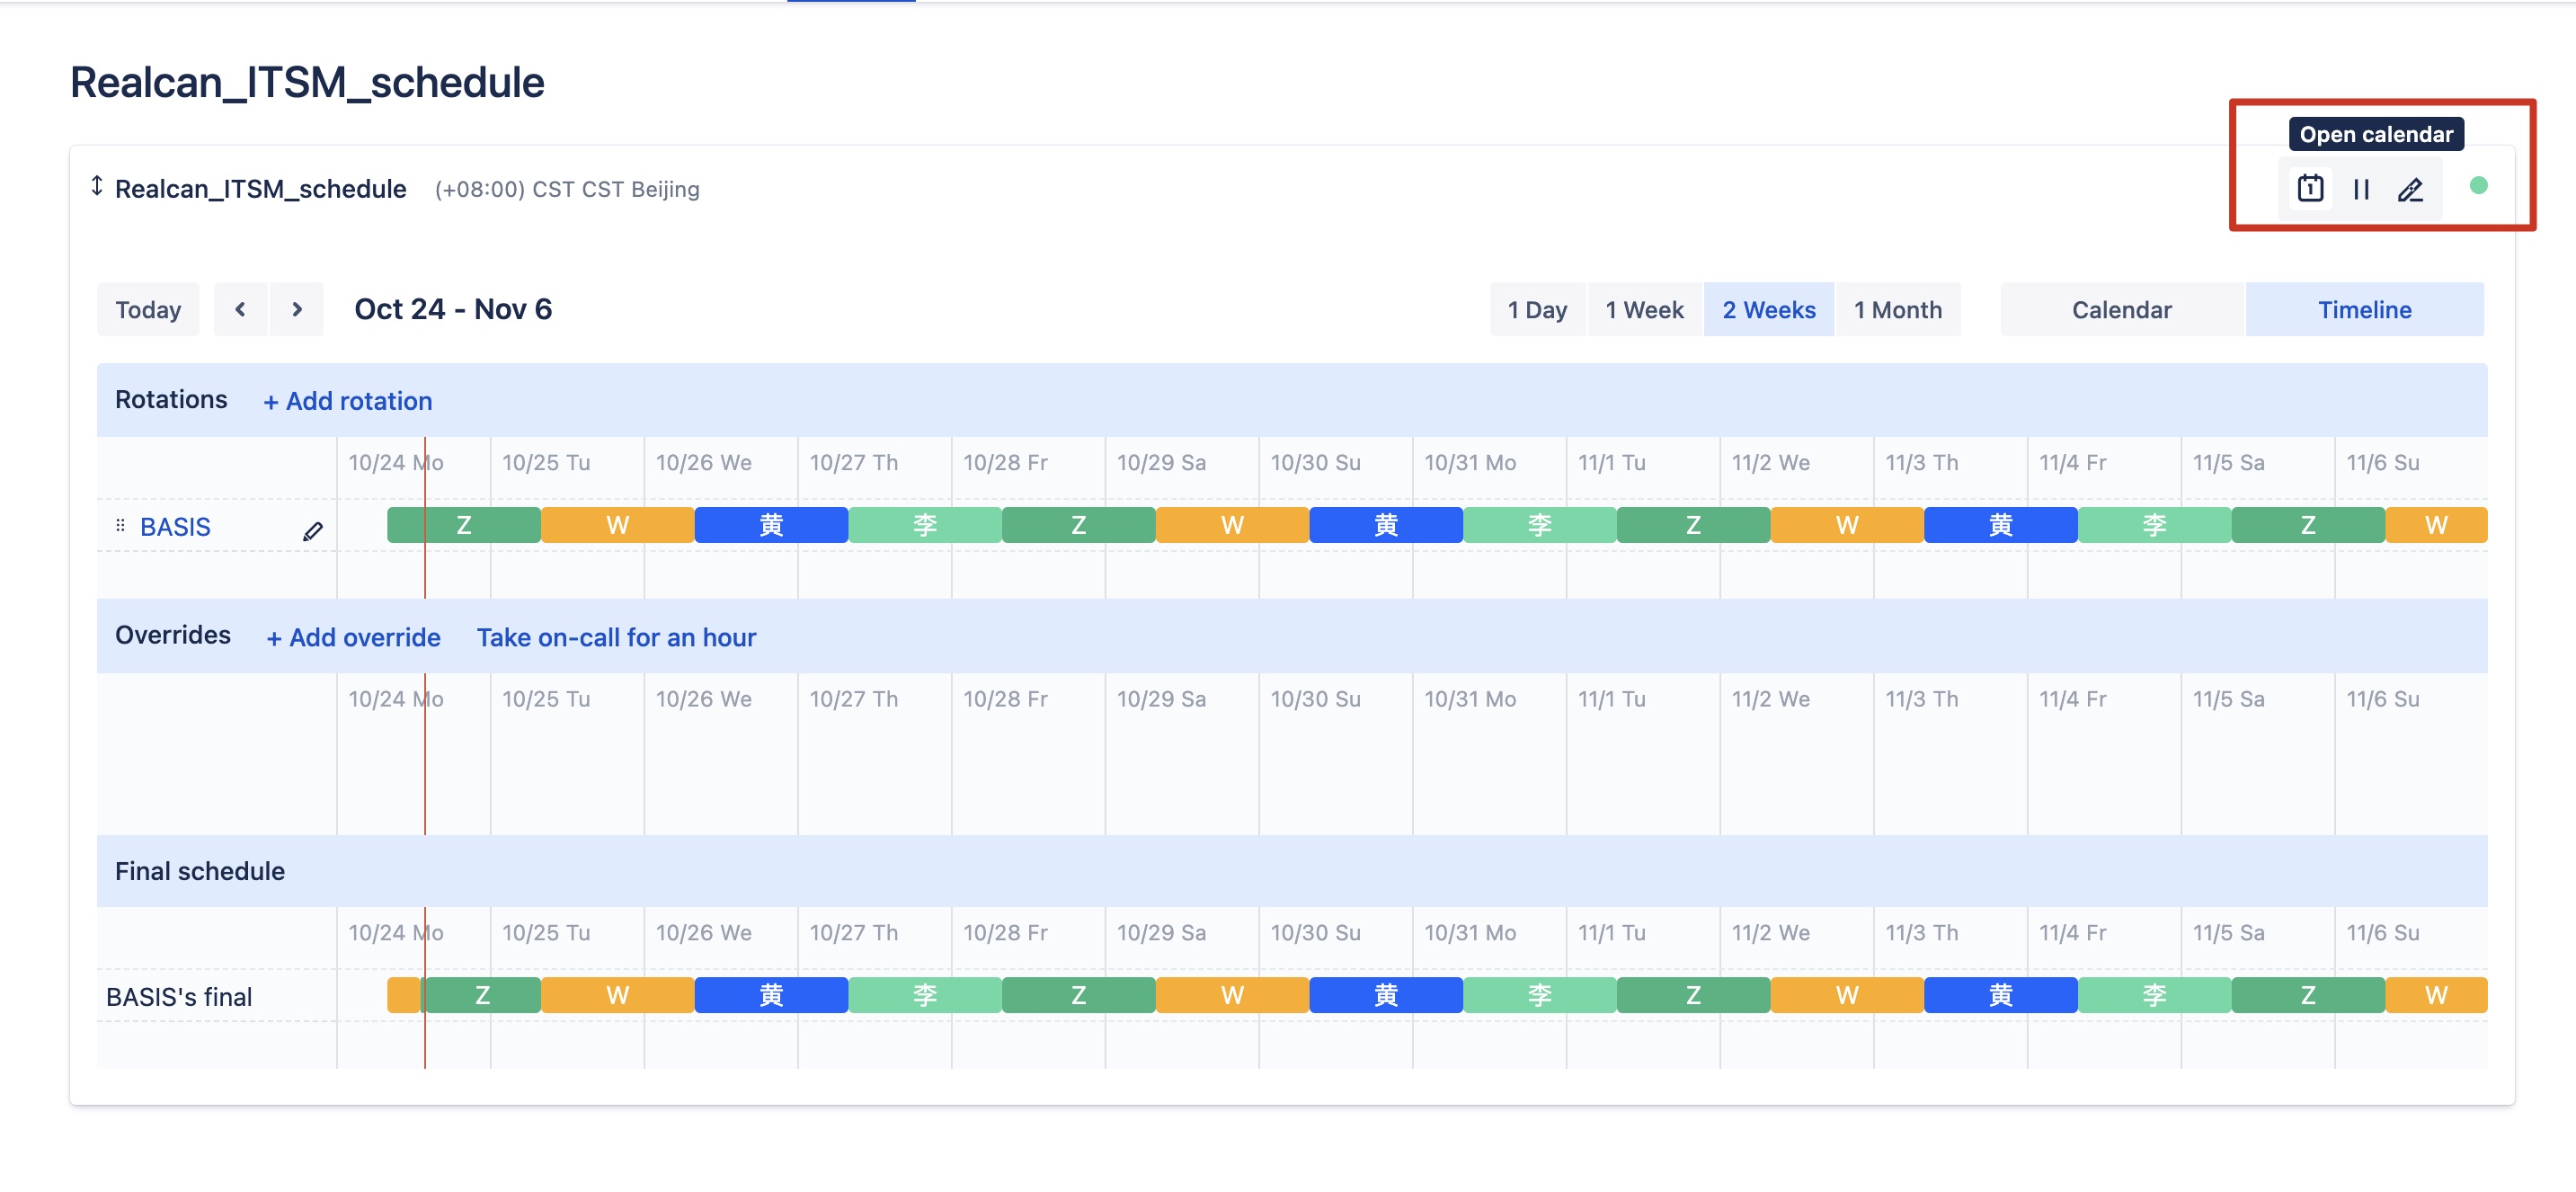 Realcan_ITSM_schedule
Open calendar
Realcan_ITSM_schedule (+08:00) CST CST Beijing
1
Today Oct 24 - Nov 6 1 Day 1 Week 2 Weeks 1 Month Calendar Timeline
Rotations + Add rotation
10/24 Mo 10/25 Tu 10/26 We 10/27 Th 10/28 Fr 10/29 Sa 10/30 Su 10/31 Mo 11/1 Tu 11/2 We 11/3 Th 11/4 Fr 11/5 Sa 11/6 Su
BASIS Z W 黄 李 Z W 黄 李 Z W 黄 李 Z W
Overrides + Add override Take on-call for an hour
10/24 Mo 10/25 Tu 10/26 We 10/27 Th 10/28 Fr 10/29 Sa 10/30 Su 10/31 Mo 11/1 Tu 11/2 We 11/3 Th 11/4 Fr 11/5 Sa 11/6 Su
Final schedule
10/24 Mo 10/25 Tu 10/26 We 10/27 Th 10/28 Fr 10/29 Sa 10/30 Su 10/31 Mo 11/1 Tu 11/2 We 11/3 Th 11/4 Fr 11/5 Sa 11/6 Su
BASIS's final Z W 黄 李 Z W 黄 李 Z W 黄 李 Z W